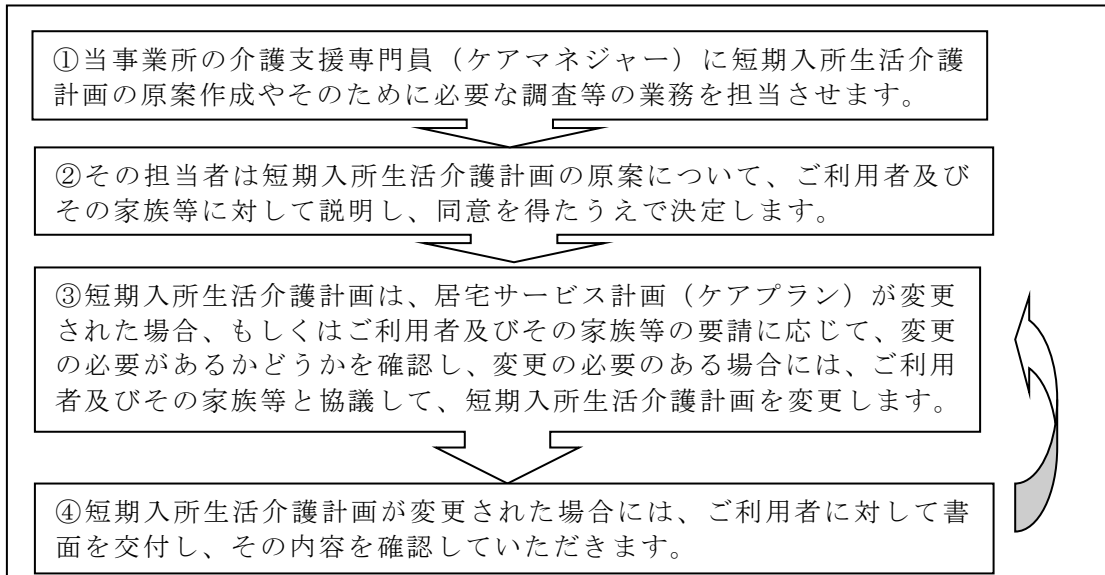 ①当事業所の介護支援専門員（ケアマネジャー）に短期入所生活介護
計画の原案作成やそのために必要な調査等の業務を担当させます。
②その担当者は短期入所生活介護計画の原案について、ご利用者及び
その家族等に対して説明し、同意を得たうえで決定します。
③短期入所生活介護計画は、居宅サービス計画（ケアプラン）が変更
された場合、もしくはご利用者及びその家族等の要請に応じて、変更
の必要があるかどうかを確認し、変更の必要のある場合には、ご利用
者及びその家族等と協議して、短期入所生活介護計画を変更します。
④短期入所生活介護計画が変更された場合には、ご利用者に対して書
面を交付し、その内容を確認していただきます。